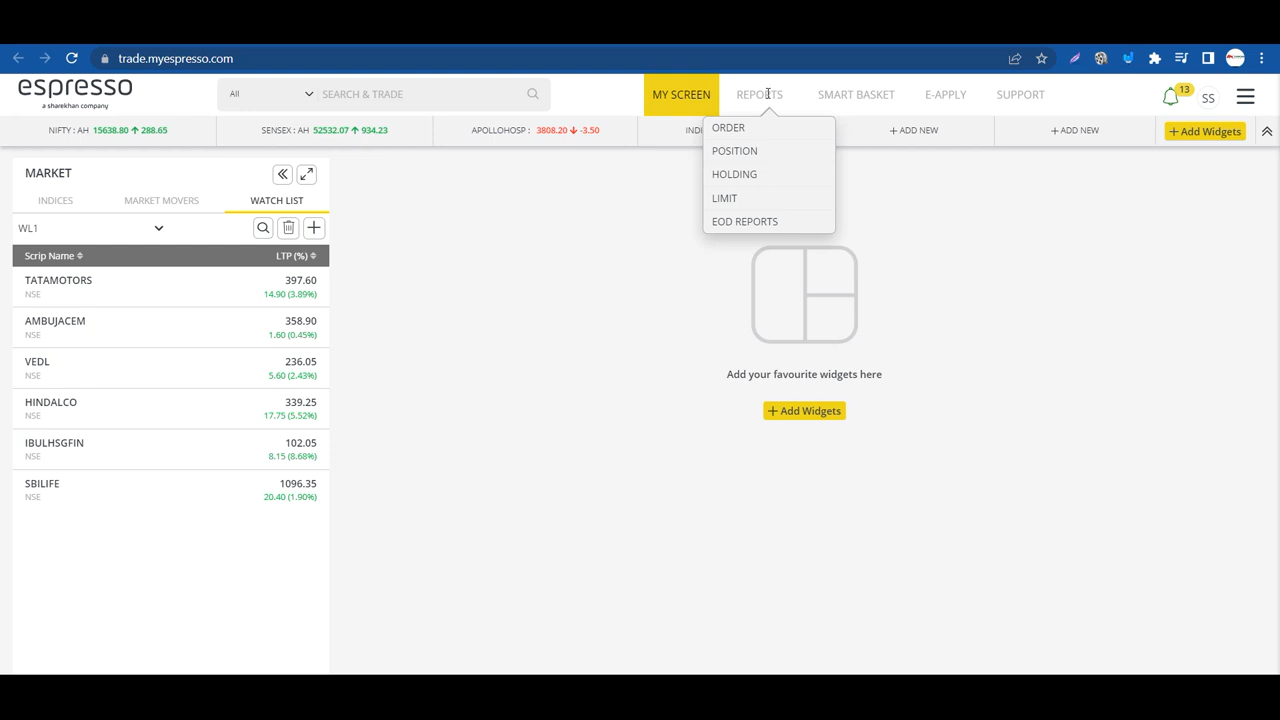 trade.myespresso.com
espresso
a sharekhan company
All
SEARCH & TRADE
MY SCREEN
REPORTS
SMART BASKET
E-APPLY
SUPPORT
13
SS
NIFTY : AH 15638.80 ↑ 288.65
SENSEX : AH 52532.07 ↑ 934.23
APOLLOHOSP : 3808.20 ↓ -3.50
INDI
+ ADD NEW
+ ADD NEW
+ Add Widgets
ORDER
POSITION
HOLDING
LIMIT
EOD REPORTS
MARKET
INDICES
MARKET MOVERS
WATCH LIST
WL1
Scrip Name
LTP (%)
TATAMOTORS 397.60
NSE 14.90 (3.89%)
AMBUJACEM 358.90
NSE 1.60 (0.45%)
VEDL 236.05
NSE 5.60 (2.43%)
HINDALCO 339.25
NSE 17.75 (5.52%)
IBULHSGFIN 102.05
NSE 8.15 (8.68%)
SBILIFE 1096.35
NSE 20.40 (1.90%)
Add your favourite widgets here
+ Add Widgets